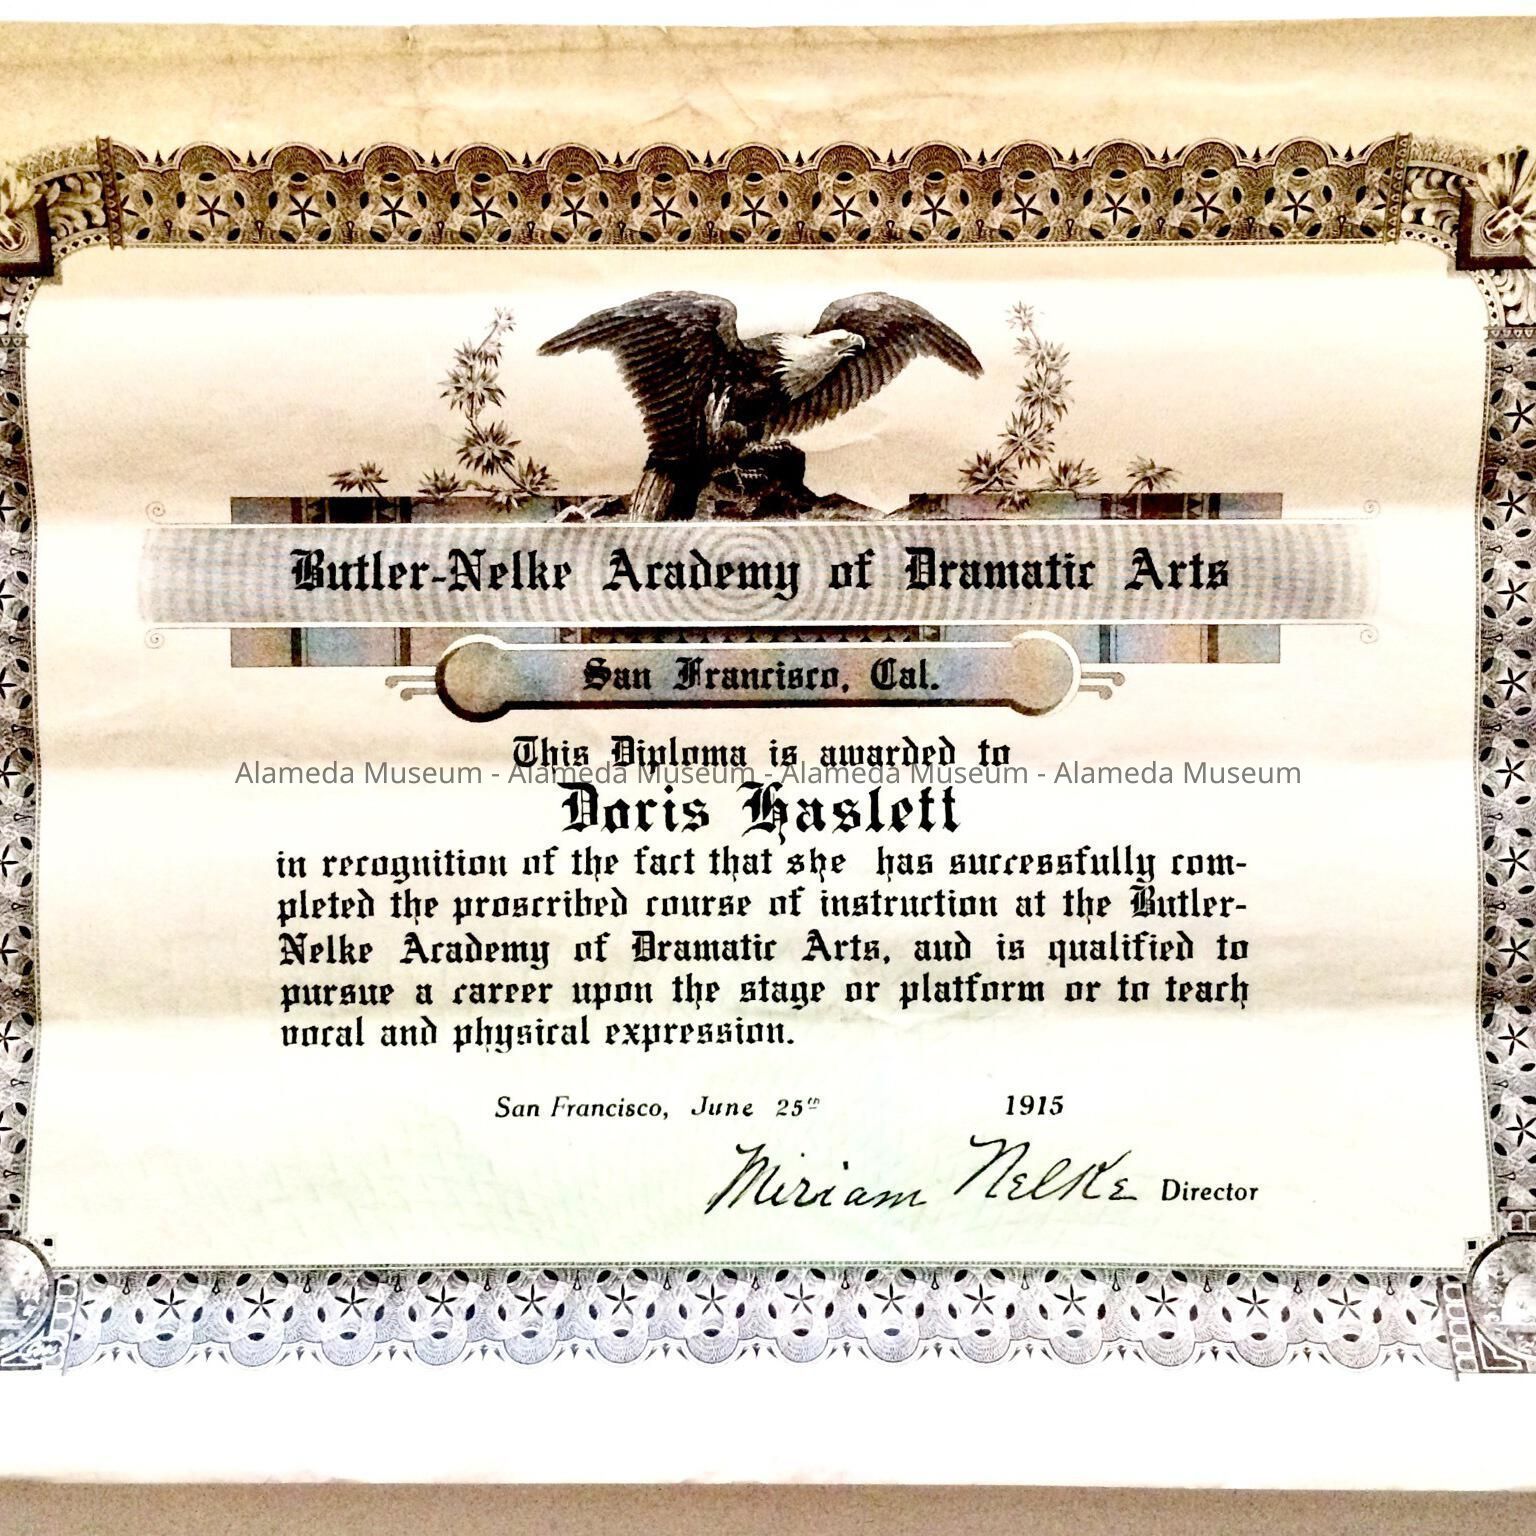 Butler-Nelke Academy of Dramatic Arts
San Francisco, Cal.
This Diploma is awarded to
Alameda Museum - Alameda Museum - Alameda Museum - Alameda Museum
Doris Haslett
in recognition of the fact that she has successfully com-
pleted the proscribed course of instruction at the Butler-
Nelke Academy of Dramatic Arts, and is qualified to
pursue a career upon the stage or platform or to teach
vocal and physical expression.
San Francisco, June 25th 1915
Miriam Nelke Director